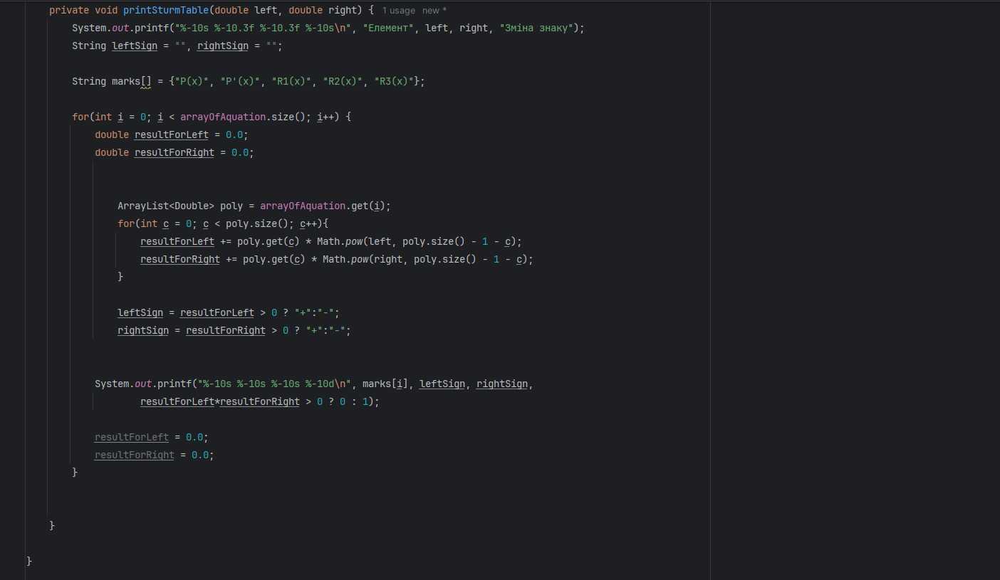 private void printSturmTable(double left, double right) { 1 usage new *
System.out.printf("%-10s %-10.3f %-10.3f %-10s\n", "Елемент", left, right, "Зміна знаку");
String leftSign = "", rightSign = "";
String marks[] = {"P(x)", "P'(x)", "R1(x)", "R2(x)", "R3(x)"};
for(int i = 0; i < arrayOfAquation.size(); i++) {
double resultForLeft = 0.0;
double resultForRight = 0.0;
ArrayList<Double> poly = arrayOfAquation.get(i);
for(int c = 0; c < poly.size(); c++){
resultForLeft += poly.get(c) * Math.pow(left, poly.size() - 1 - c);
resultForRight += poly.get(c) * Math.pow(right, poly.size() - 1 - c);
}
leftSign = resultForLeft > 0 ? "+":"-";
rightSign = resultForRight > 0 ? "+":"-";
System.out.printf("%-10s %-10s %-10s %-10d\n", marks[i], leftSign, rightSign,
resultForLeft*resultForRight > 0 ? 0 : 1);
resultForLeft = 0.0;
resultForRight = 0.0;
}
}
}